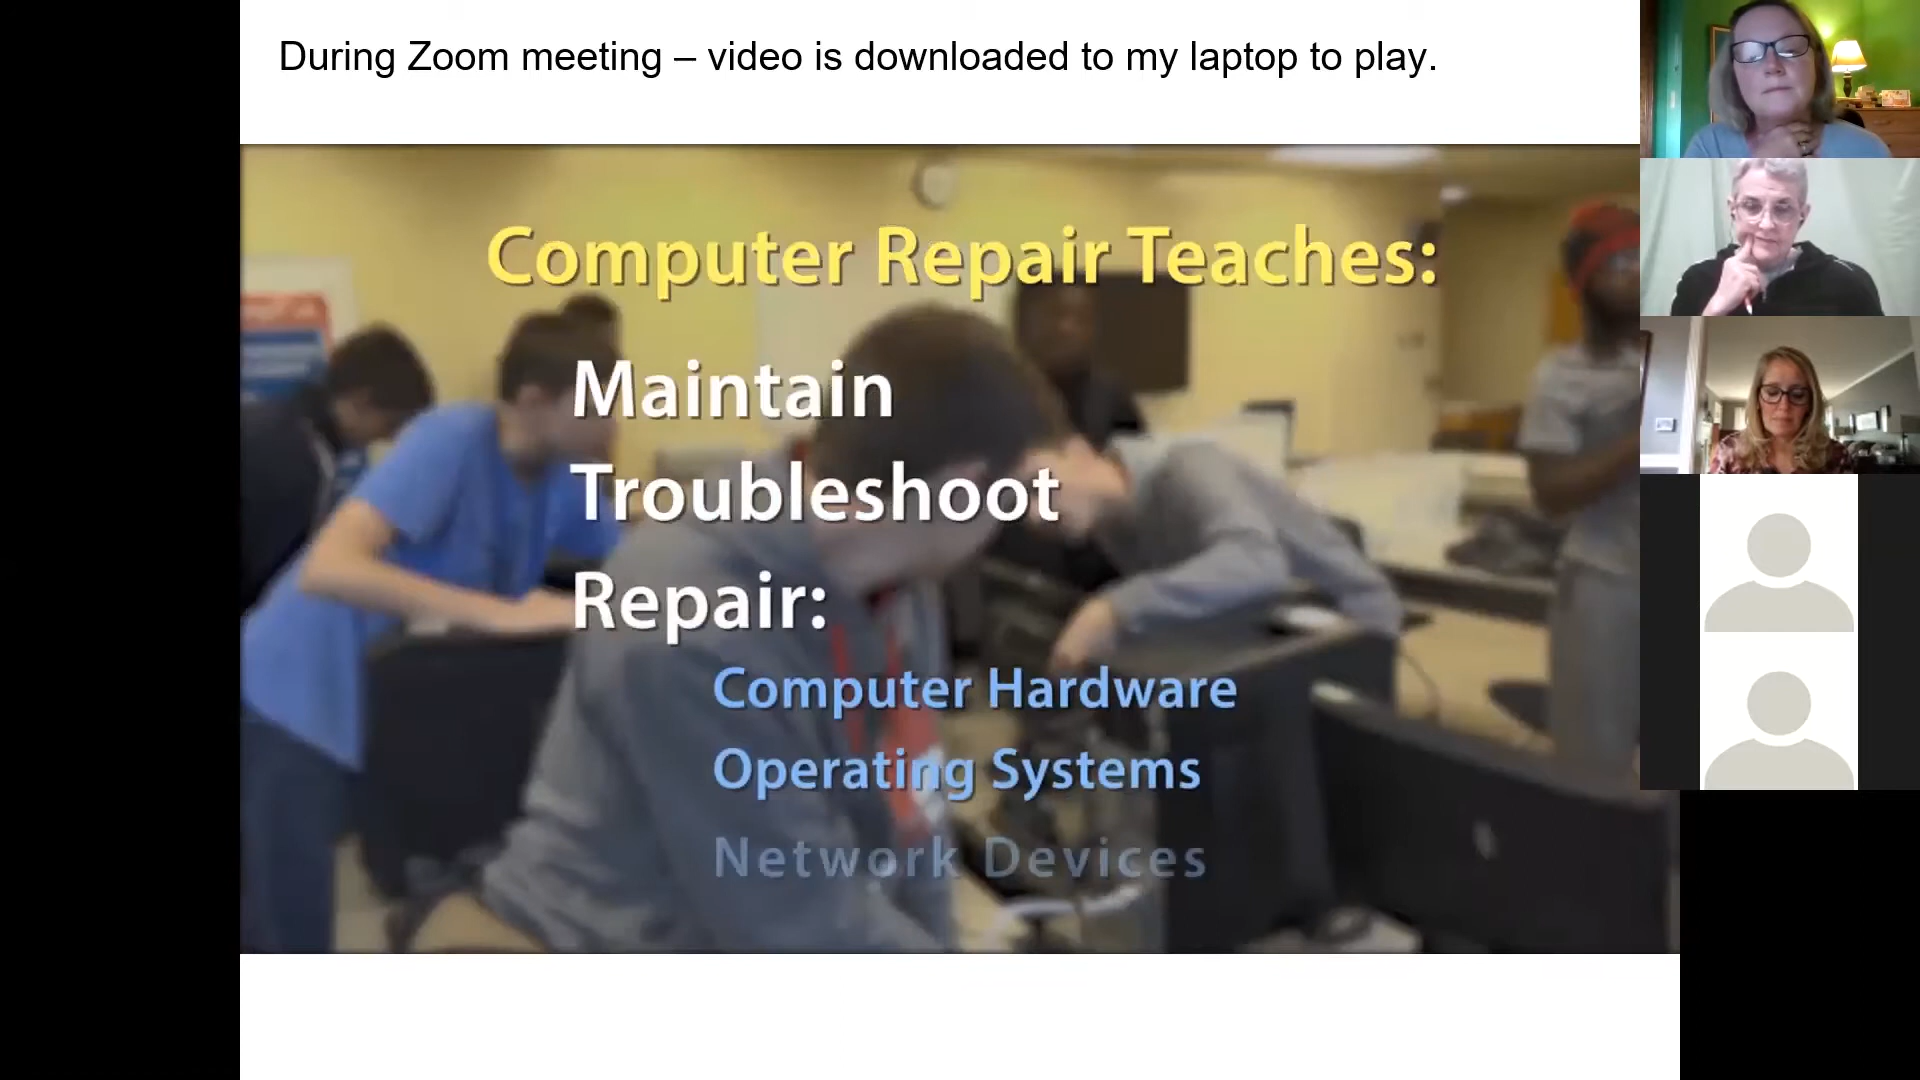 During Zoom meeting – video is downloaded to my laptop to play.
Computer Repair Teaches:
Maintain
Troubleshoot
Repair:
Computer Hardware
Operating Systems
Network Devices